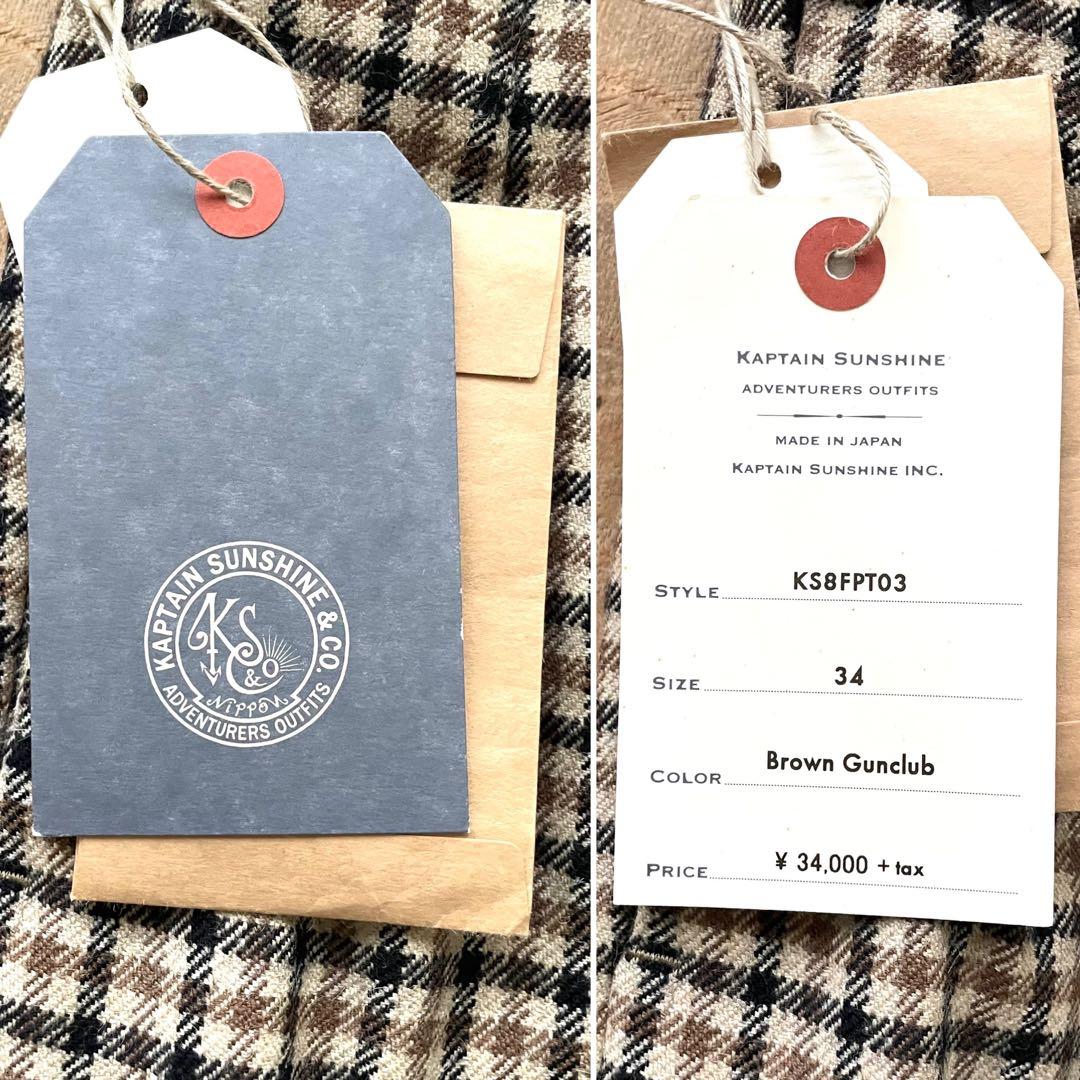 KAPTAIN SUNSHINE & CO.
KS&Co
Nippon
ADVENTURERS OUTFITS
KAPTAIN SUNSHINE
ADVENTURERS OUTFITS
MADE IN JAPAN
KAPTAIN SUNSHINE INC.
STYLE KS8FPT03
SIZE 34
COLOR Brown Gunclub
PRICE ¥ 34,000 + tax